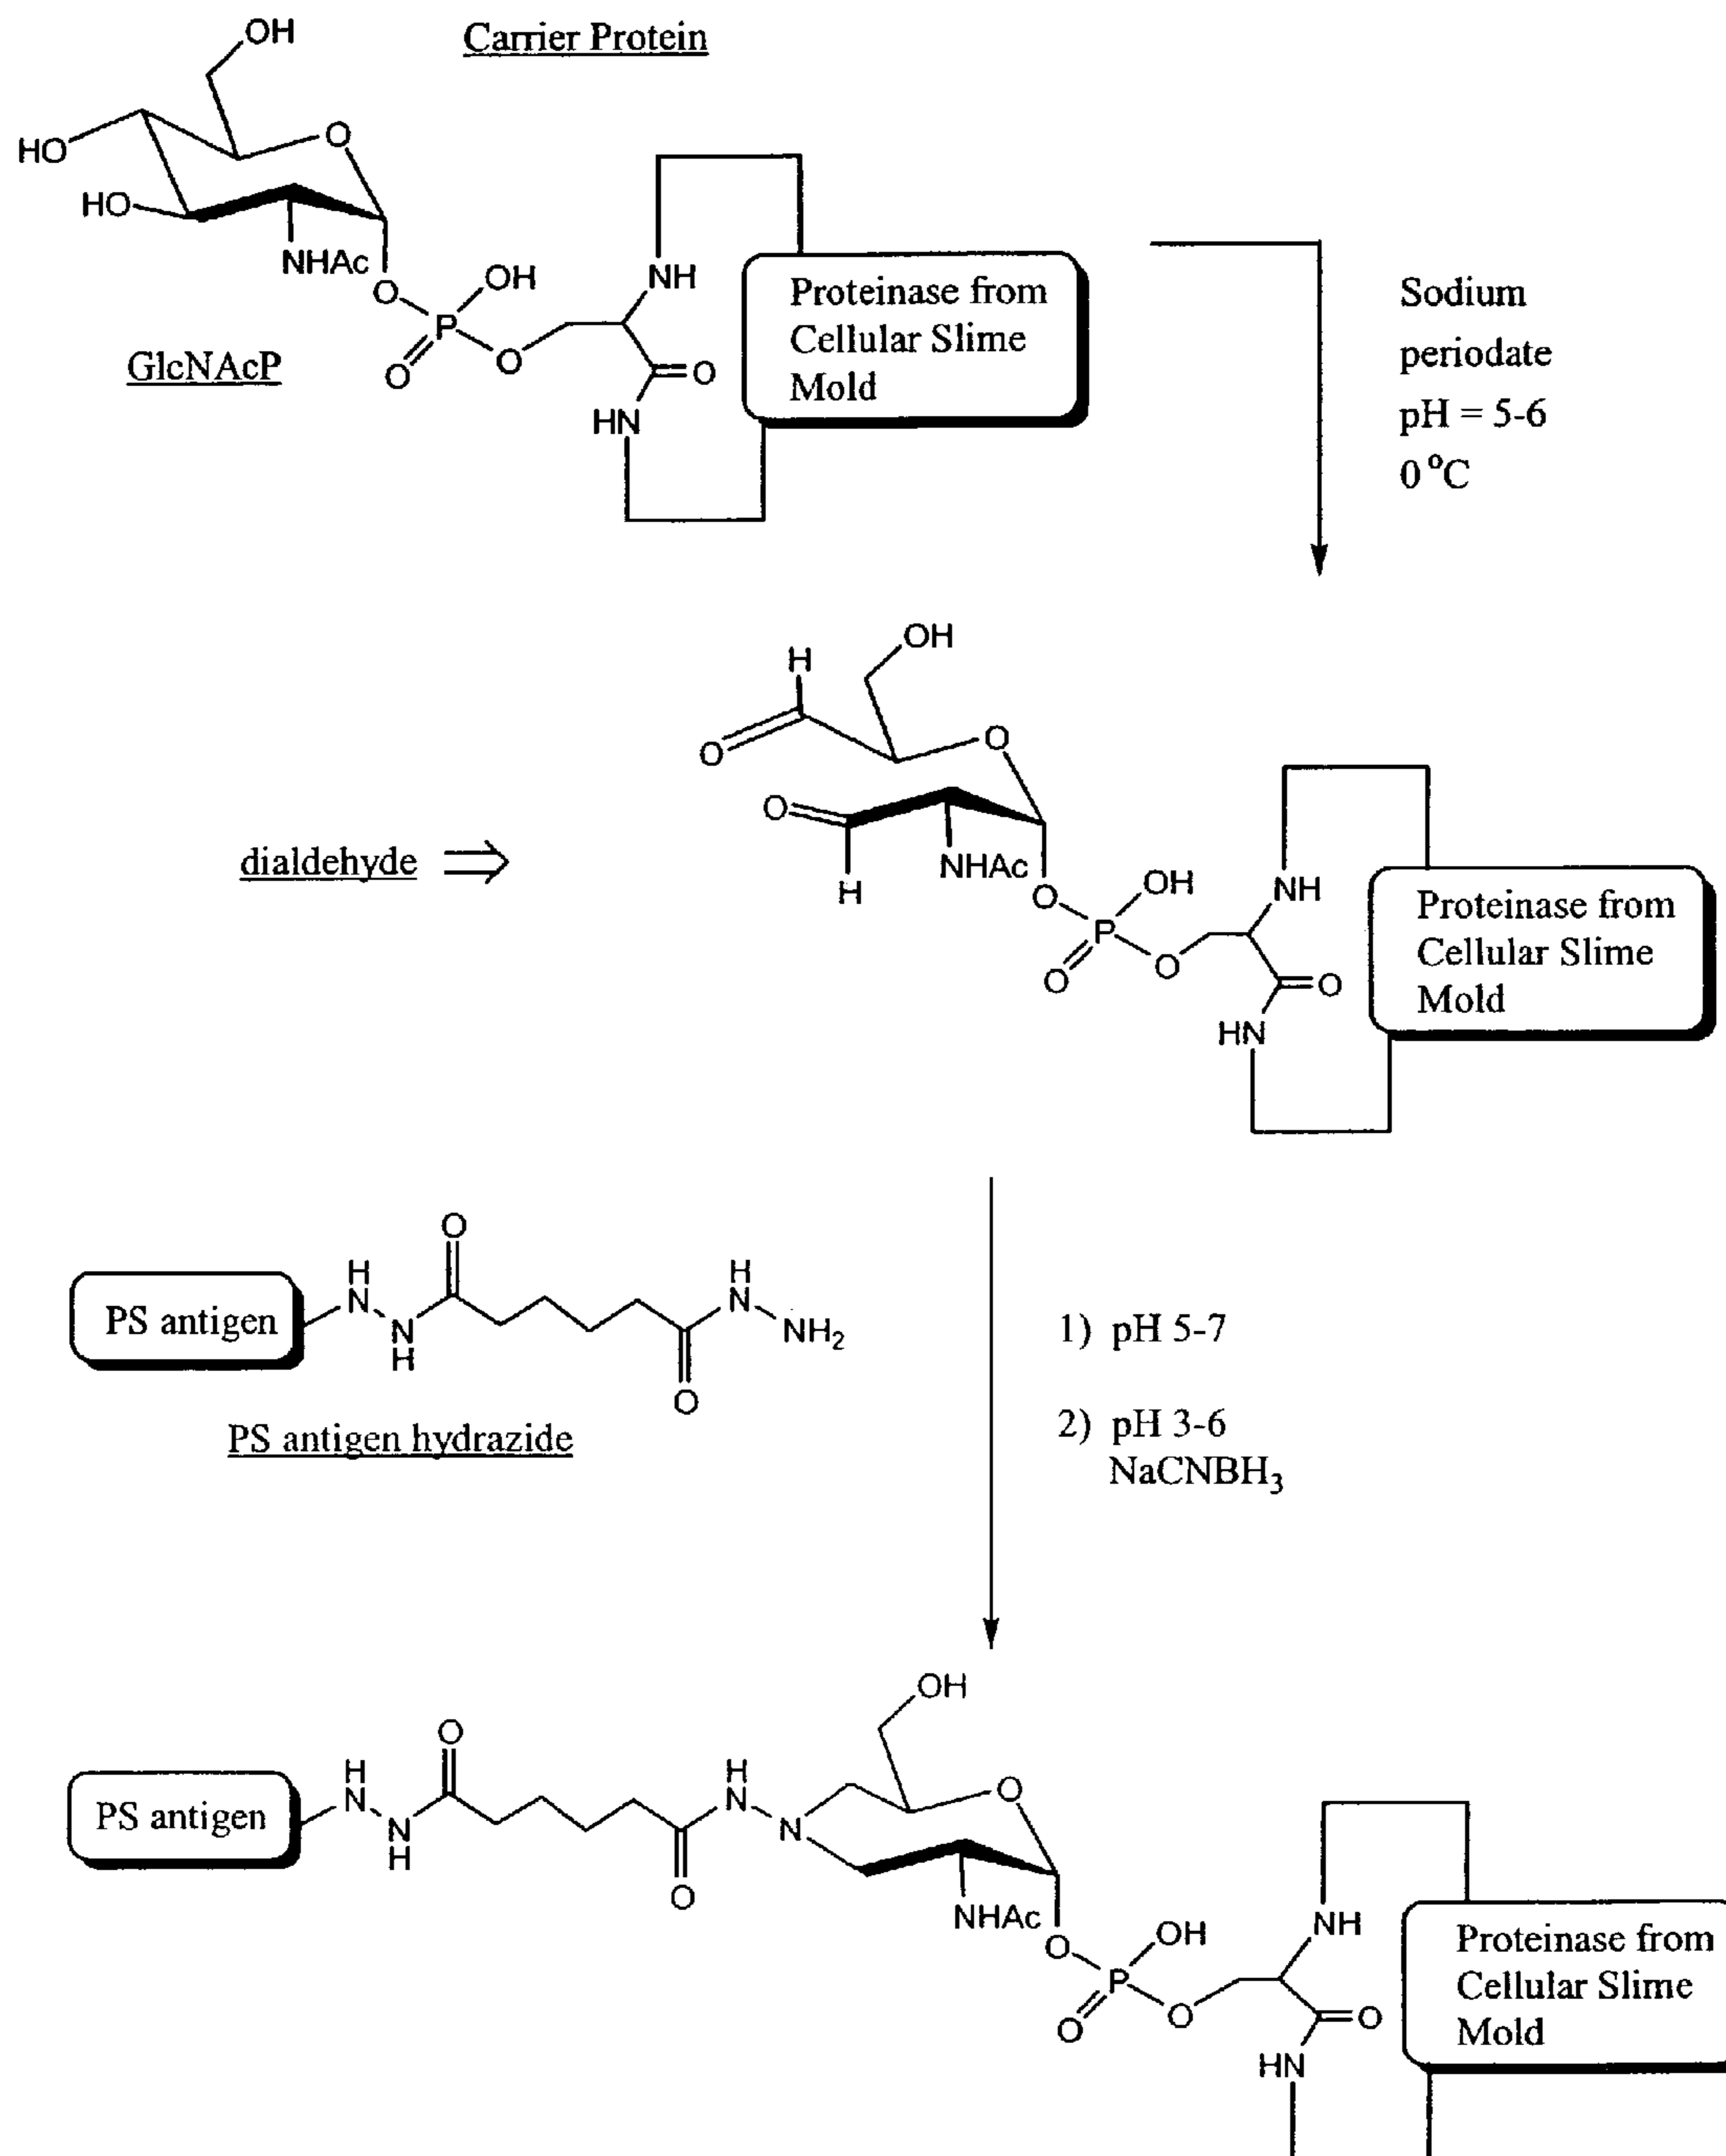 OH
Carrier Protein
HO
O
HO
NHAc
O
OH
NH
P
GlcNAcP
O
O
O
HN
Proteinase from
Cellular Slime
Mold
Sodium
periodate
pH = 5-6
0 °C
OH
H
O
O
O
dialdehyde
H
NHAc
O
OH
NH
P
O
O
O
HN
Proteinase from
Cellular Slime
Mold
PS antigen
H
N
N
H
O
O
H
N
NH2
PS antigen hydrazide
1) pH 5-7
2) pH 3-6
NaCNBH3
OH
PS antigen
H
N
N
H
O
O
H
N
N
O
NHAc
O
OH
NH
P
O
O
O
HN
Proteinase from
Cellular Slime
Mold